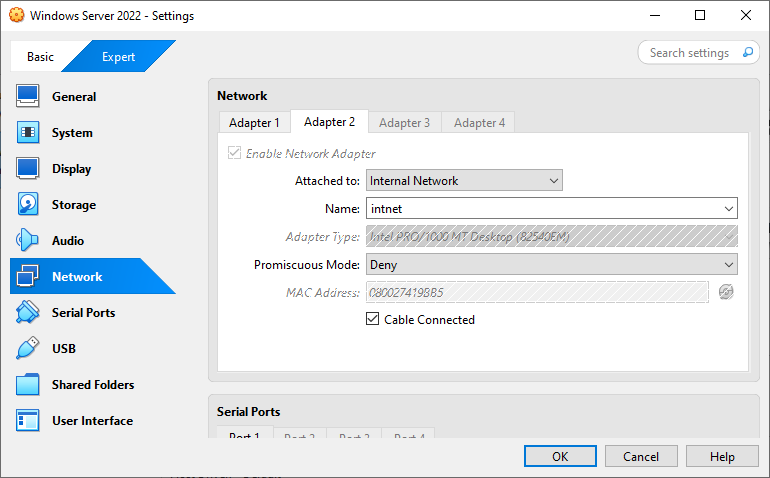 Windows Server 2022 - Settings
Basic
Expert
Search settings
General
System
Display
Storage
Audio
Network
Serial Ports
USB
Shared Folders
User Interface
Network
Adapter 1
Adapter 2
Adapter 3
Adapter 4
Enable Network Adapter
Attached to: Internal Network
Name: intnet
Adapter Type: Intel PRO/1000 MT Desktop (82540EM)
Promiscuous Mode: Deny
MAC Address: 080027419BB5
Cable Connected
Serial Ports
Port 1
Port 2
Port 3
Port 4
OK
Cancel
Help